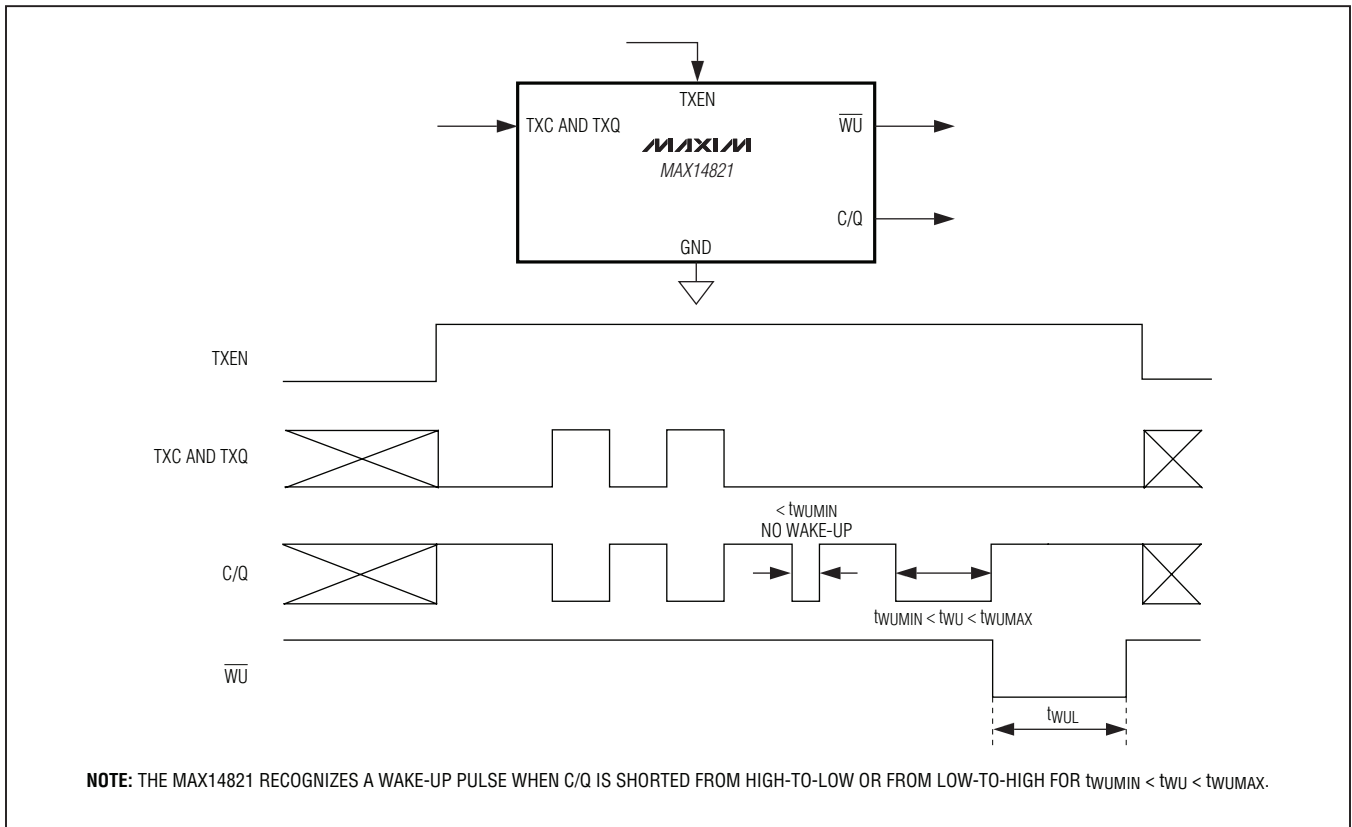 TXEN
TXC AND TXQ
W̅U̅
MAXIM
MAX14821
C/Q
GND
TXEN
TXC AND TXQ
< tWUMIN
NO WAKE-UP
C/Q
tWUMIN < tWU < tWUMAX
W̅U̅
tWUL
NOTE: THE MAX14821 RECOGNIZES A WAKE-UP PULSE WHEN C/Q IS SHORTED FROM HIGH-TO-LOW OR FROM LOW-TO-HIGH FOR tWUMIN < tWU < tWUMAX.